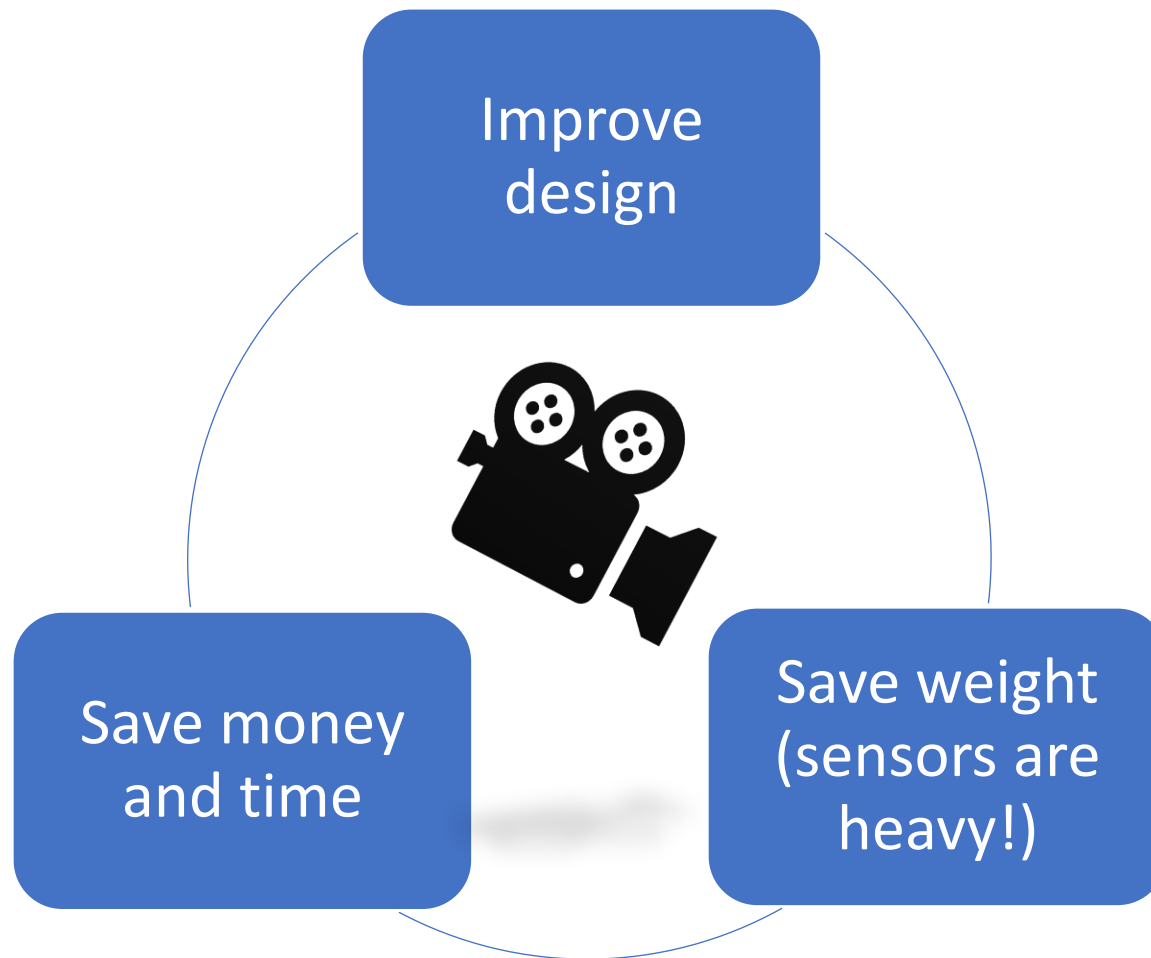 Improve
design
Save money
and time
Save weight
(sensors are
heavy!)